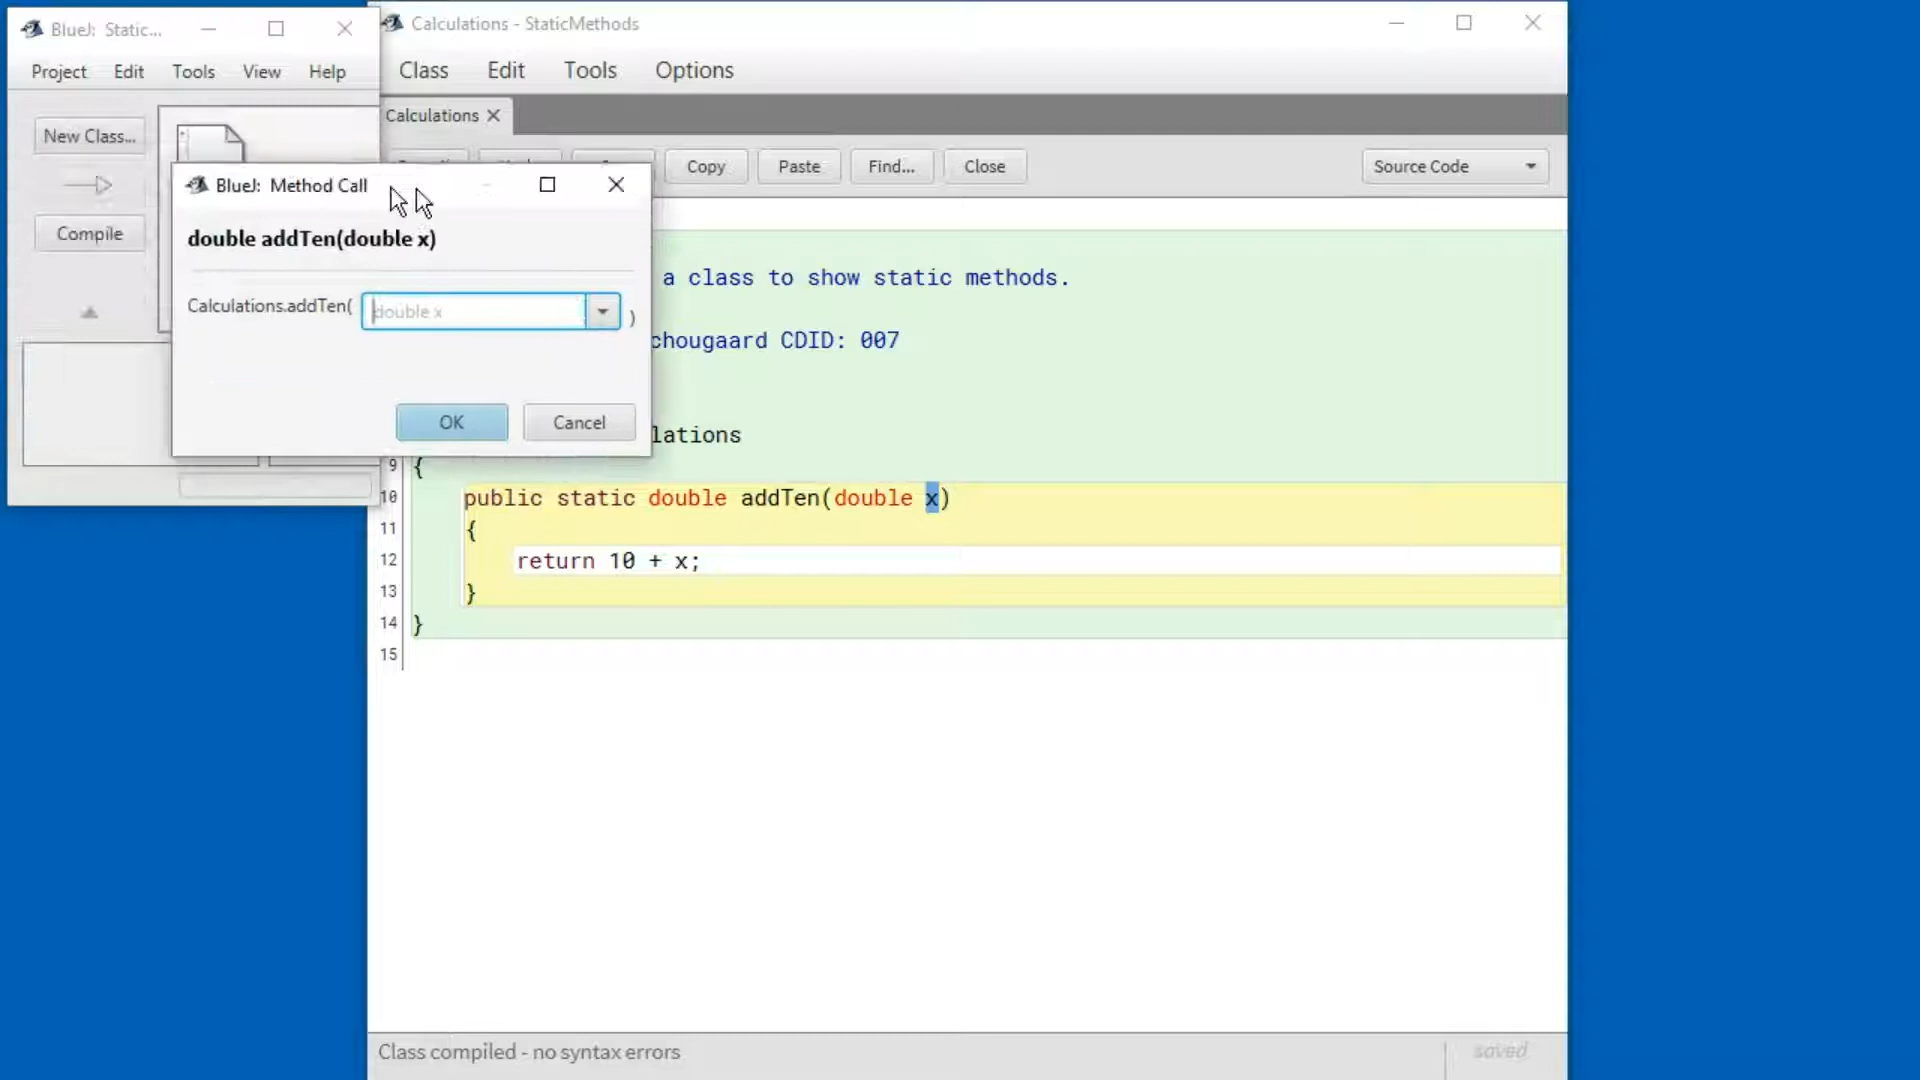 BlueJ: Static...
Project Edit Tools View Help
New Class...
Compile
Calculations - StaticMethods
Class Edit Tools Options
Calculations
Copy Paste Find... Close Source Code
BlueJ: Method Call
double addTen(double x)
Calculations.addTen( double x )
OK Cancel
a class to show static methods.
chougaard CDID: 007
lations
9 {
10 public static double addTen(double x)
11 {
12 return 10 + x;
13 }
14 }
15
Class compiled - no syntax errors
saved